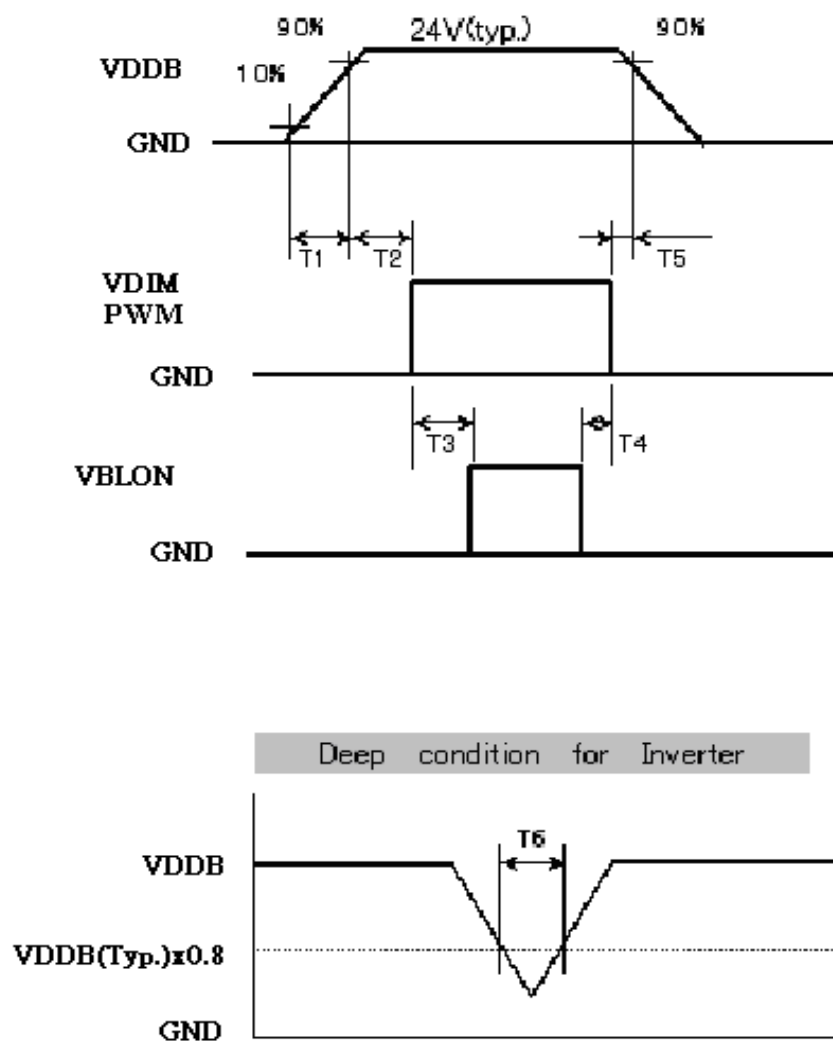 90% 24V(typ.) 90%
VDDB
10%
GND
T1 T2 T5
VDIM
PWM
GND
T3 T4
VBLON
GND
Deep condition for Inverter
T6
VDDB
VDDB(Typ.)x0.8
GND